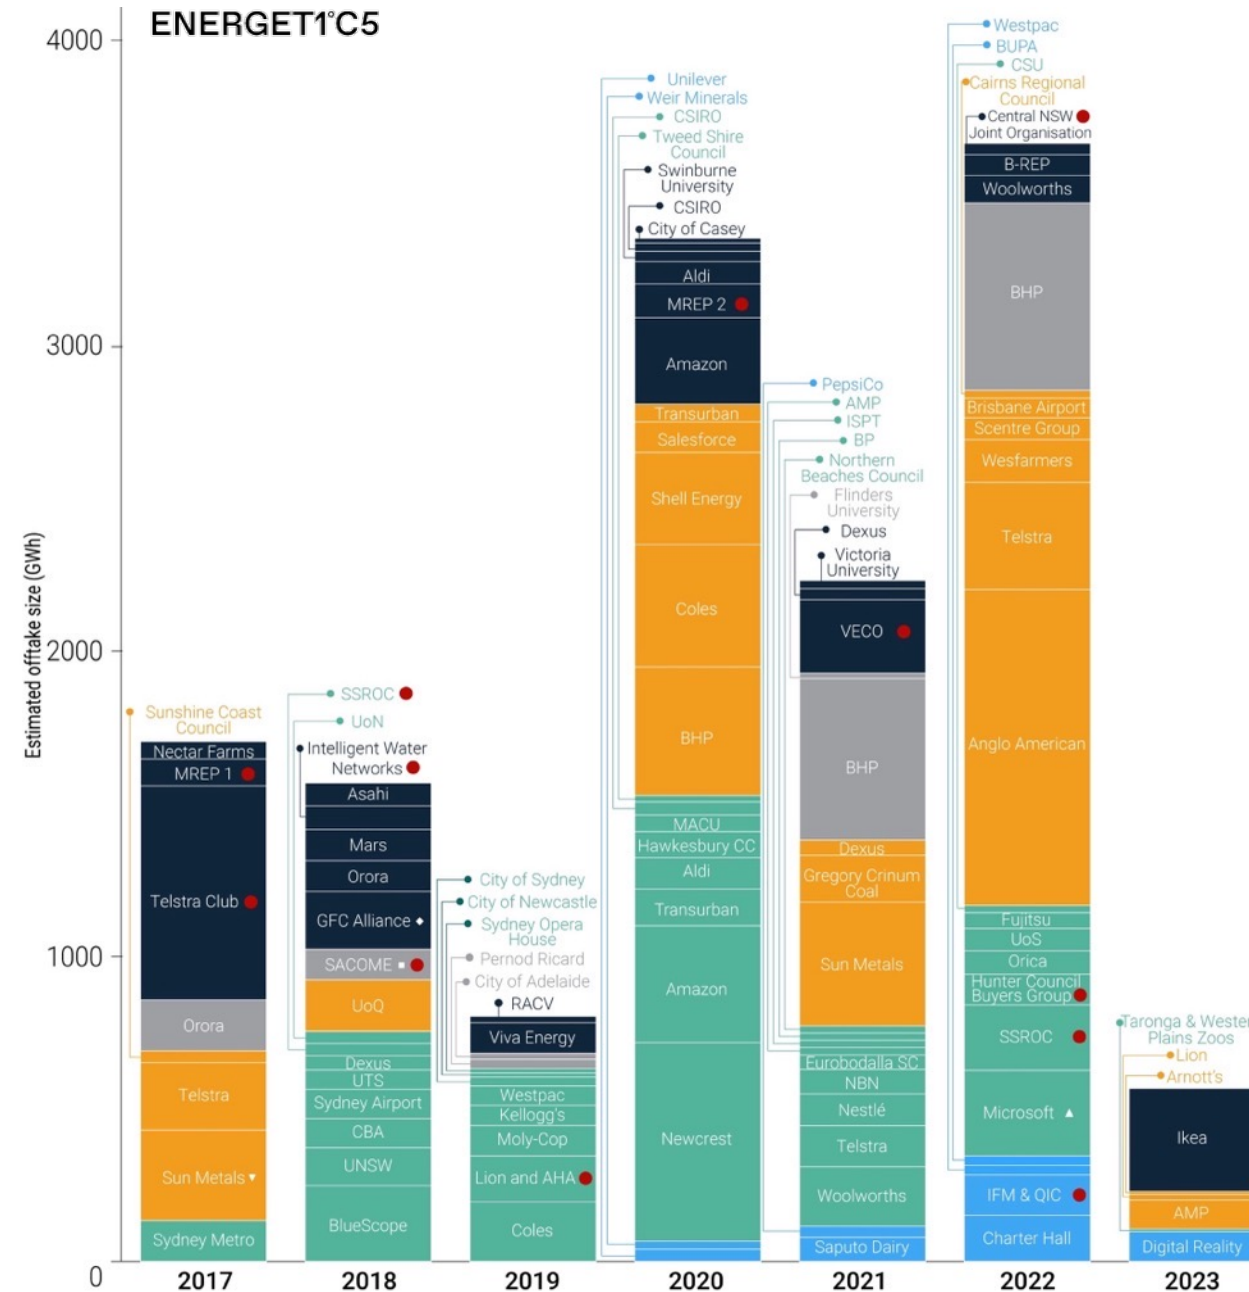 ENERGET1°C5
Estimated offtake size (GWh)
4000
3000
2000
1000
0
Sunshine Coast
Council
Nectar Farms
MREP 1
Telstra Club
Orora
Telstra
Sun Metals
Sydney Metro
2017
SSROC
UoN
Intelligent Water
Networks
Asahi
Mars
Orora
GFC Alliance
SACOME
UoQ
Dexus
UTS
Sydney Airport
CBA
UNSW
BlueScope
2018
City of Sydney
City of Newcastle
Sydney Opera
House
Pernod Ricard
City of Adelaide
RACV
Viva Energy
Westpac
Kellogg's
Moly-Cop
Lion and AHA
Coles
2019
Unilever
Weir Minerals
CSIRO
Tweed Shire
Council
Swinburne
University
CSIRO
City of Casey
Aldi
MREP 2
Amazon
Transurban
Salesforce
Shell Energy
Coles
BHP
MACU
Hawkesbury CC
Aldi
Transurban
Amazon
Newcrest
2020
PepsiCo
AMP
ISPT
BP
Northern
Beaches Council
Flinders
University
Dexus
Victoria
University
VECO
BHP
Dexus
Gregory Crinum
Coal
Sun Metals
Eurobodalla SC
NBN
Nestlé
Telstra
Woolworths
Saputo Dairy
2021
Westpac
BUPA
CSU
Cairns Regional
Council
Central NSW
Joint Organisation
B-REP
Woolworths
BHP
Brisbane Airport
Scentre Group
Wesfarmers
Telstra
Anglo American
Fujitsu
UoS
Orica
Hunter Council
Buyers Group
SSROC
Microsoft
IFM & QIC
Charter Hall
2022
Taronga & Wester
Plains Zoos
Lion
Arnott's
Ikea
AMP
Digital Reality
2023